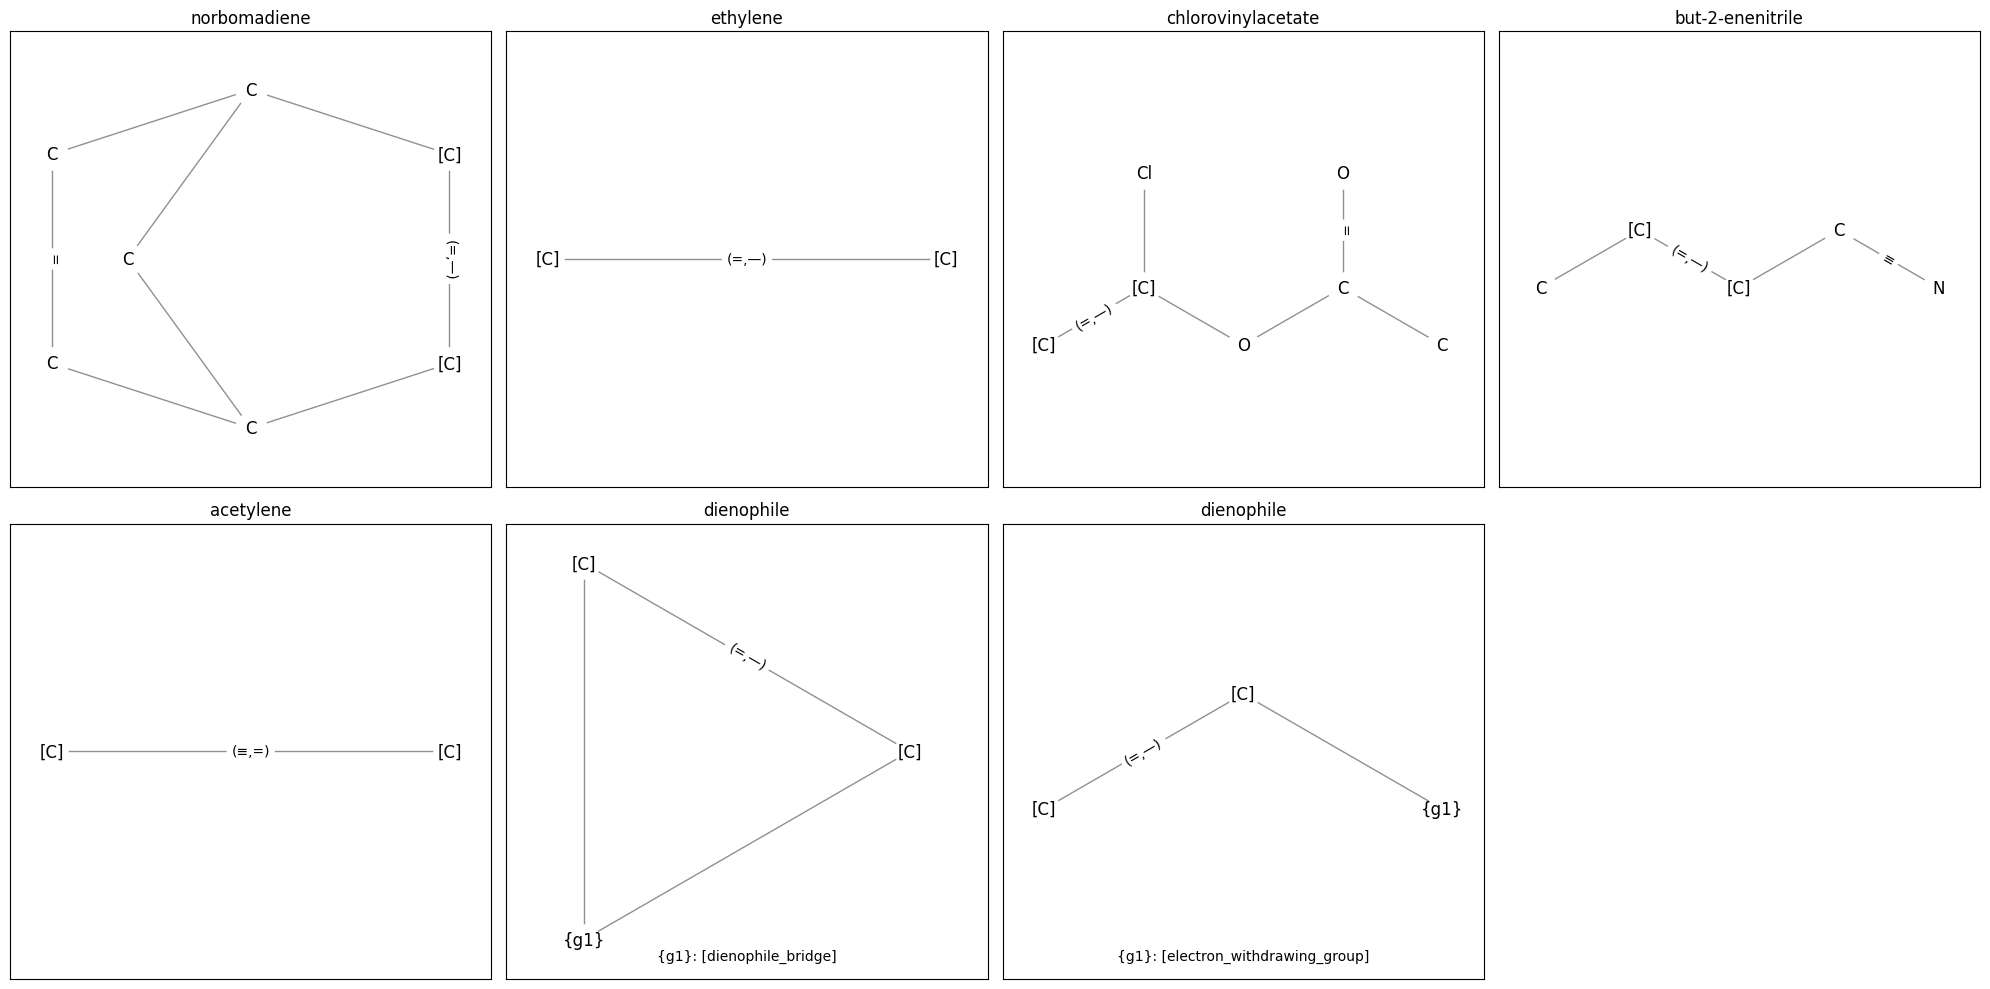 norbomadiene
ethylene
chlorovinylacetate
but-2-enenitrile
C
C
[C]
=
C
(=,—)
C
[C]
C
[C]
(=,—)
[C]
Cl
O
=
[C]
C
(=,—)
[C]
O
C
[C]
C
(=,—)
≡
C
[C]
N
acetylene
dienophile
dienophile
[C]
(≡,=)
[C]
[C]
(=,—)
[C]
{g1}
{g1}: [dienophile_bridge]
[C]
(=,—)
[C]
{g1}
{g1}: [electron_withdrawing_group]